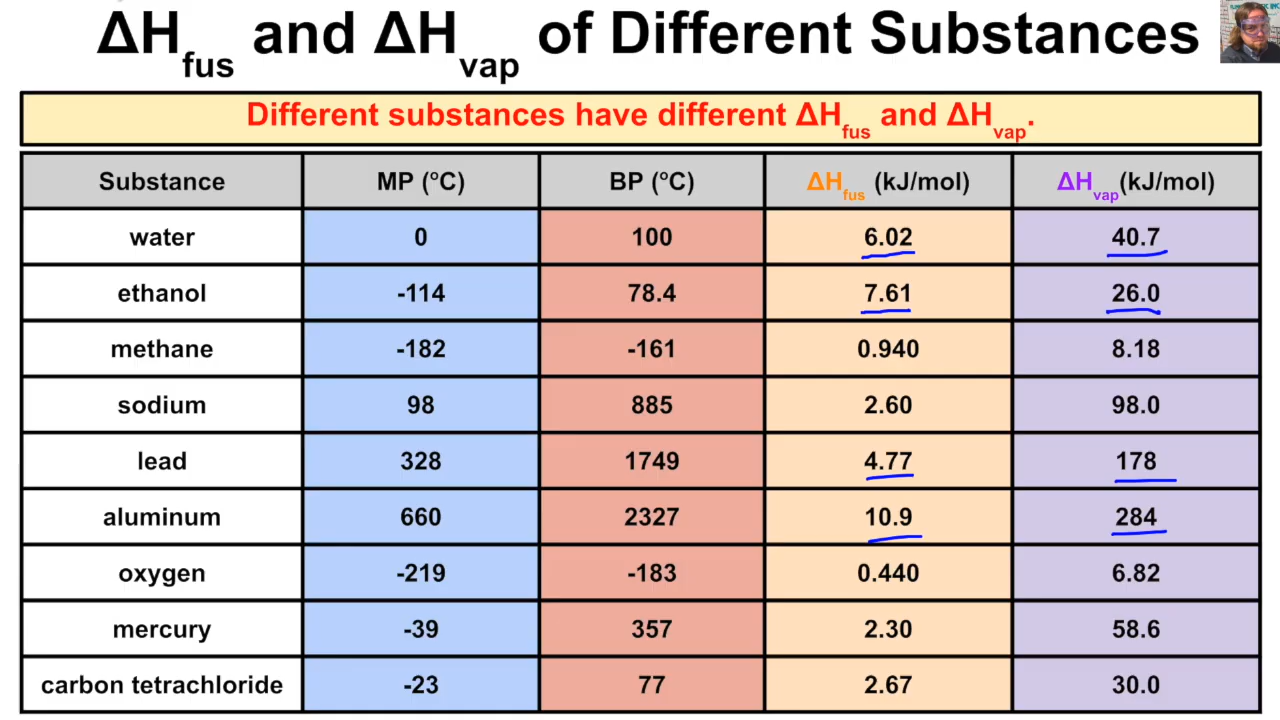 ΔHfus and ΔHvap of Different Substances
Different substances have different ΔHfus and ΔHvap.
Substance MP (°C) BP (°C) ΔHfus (kJ/mol) ΔHvap(kJ/mol)
water 0 100 6.02 40.7
ethanol -114 78.4 7.61 26.0
methane -182 -161 0.940 8.18
sodium 98 885 2.60 98.0
lead 328 1749 4.77 178
aluminum 660 2327 10.9 284
oxygen -219 -183 0.440 6.82
mercury -39 357 2.30 58.6
carbon tetrachloride -23 77 2.67 30.0